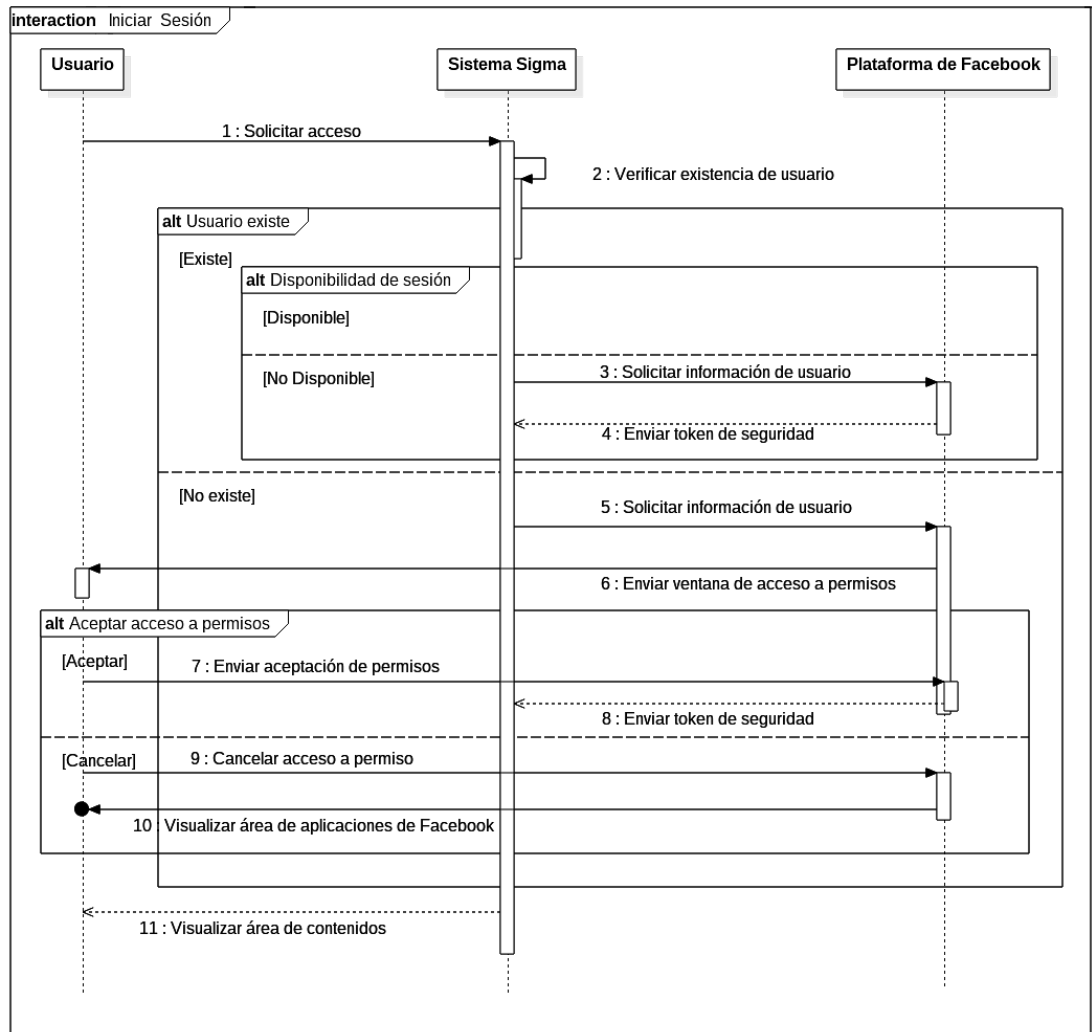 interaction Iniciar Sesión
Usuario
Sistema Sigma
Plataforma de Facebook
1 : Solicitar acceso
2 : Verificar existencia de usuario
alt Usuario existe
[Existe]
alt Disponibilidad de sesión
[Disponible]
[No Disponible]
3 : Solicitar información de usuario
4 : Enviar token de seguridad
[No existe]
5 : Solicitar información de usuario
6 : Enviar ventana de acceso a permisos
alt Aceptar acceso a permisos
[Aceptar]
7 : Enviar aceptación de permisos
8 : Enviar token de seguridad
[Cancelar]
9 : Cancelar acceso a permiso
10 : Visualizar área de aplicaciones de Facebook
11 : Visualizar área de contenidos